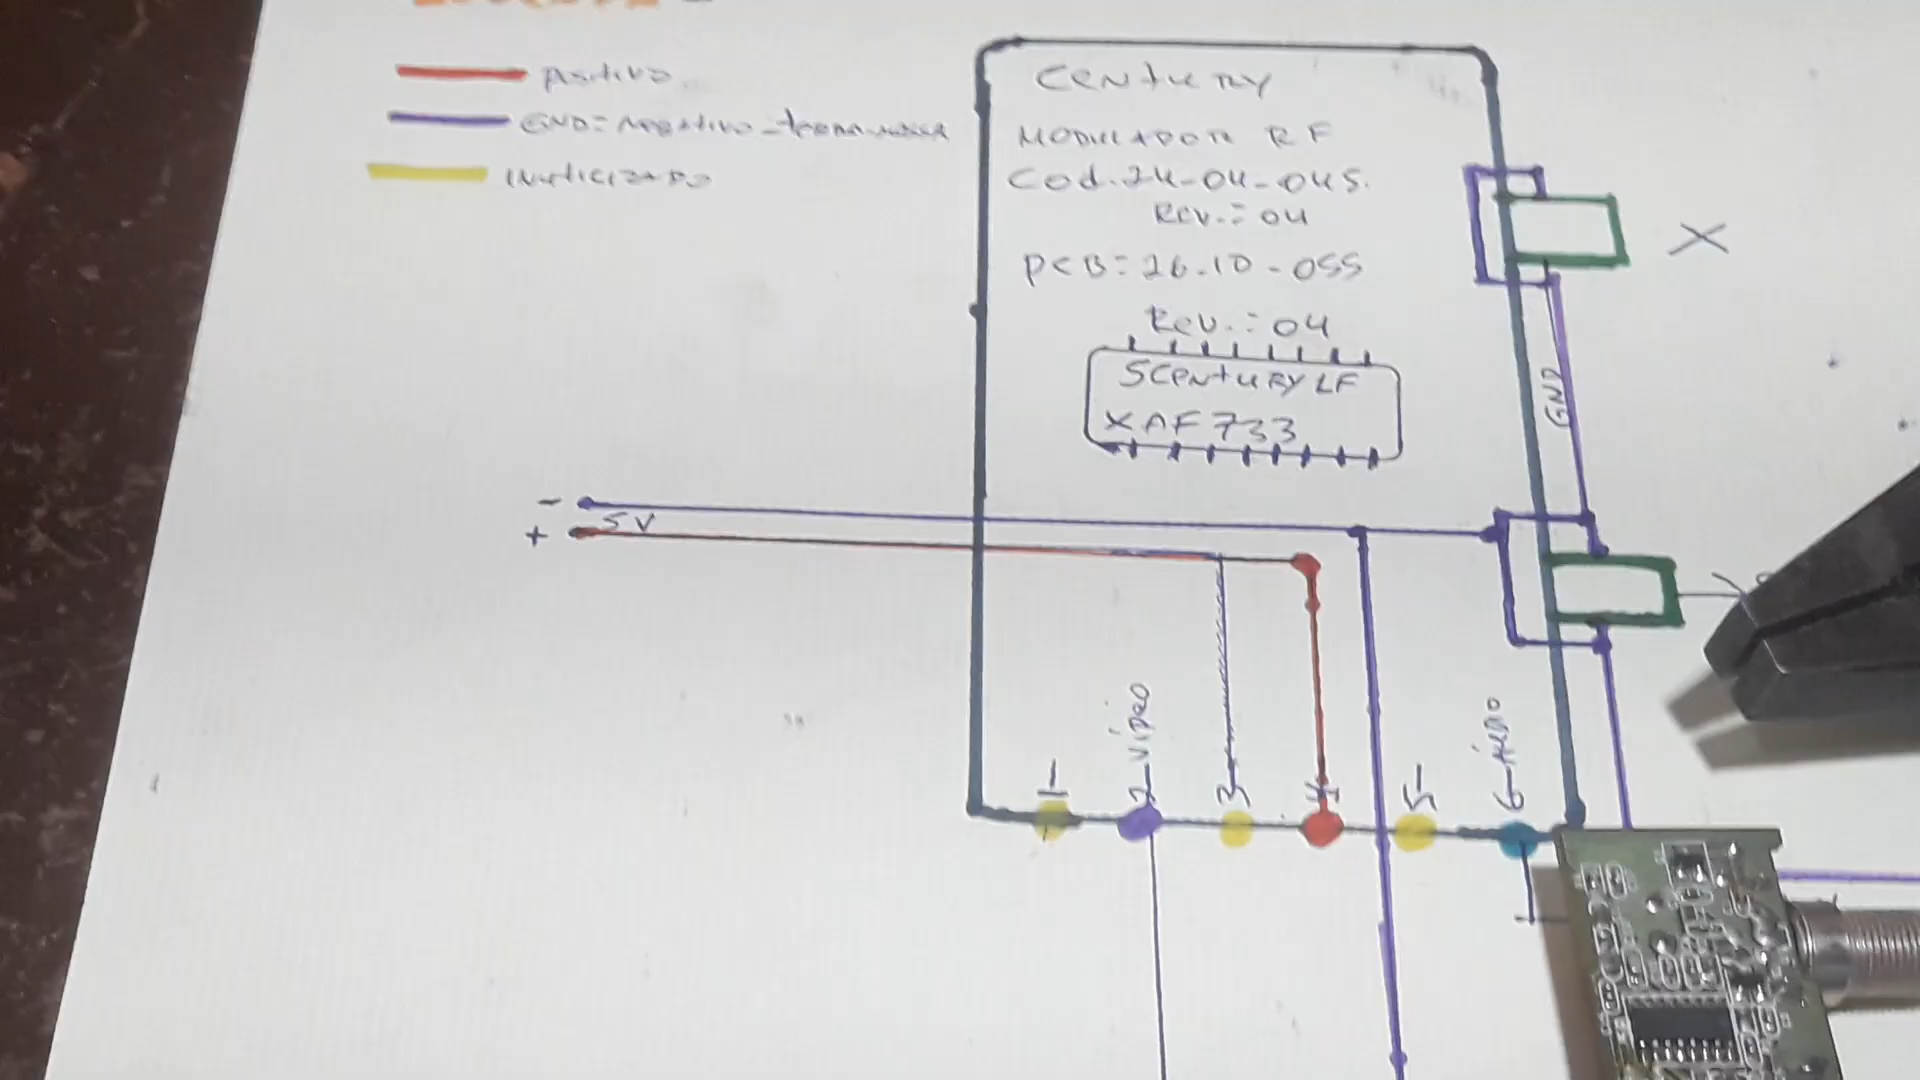 Positivo
GND = Negativo - terra-massa
inutilizado
Century
MODULADOR RF
Cod. 24-04-045.
Rev.: 04
PCB: 26.10-055
Rev.: 04
SCENTURY LF
XAF733
GND
-
5V
+
1-
2-VÍDEO
3-
4
5-
6-ÁUDIO
X